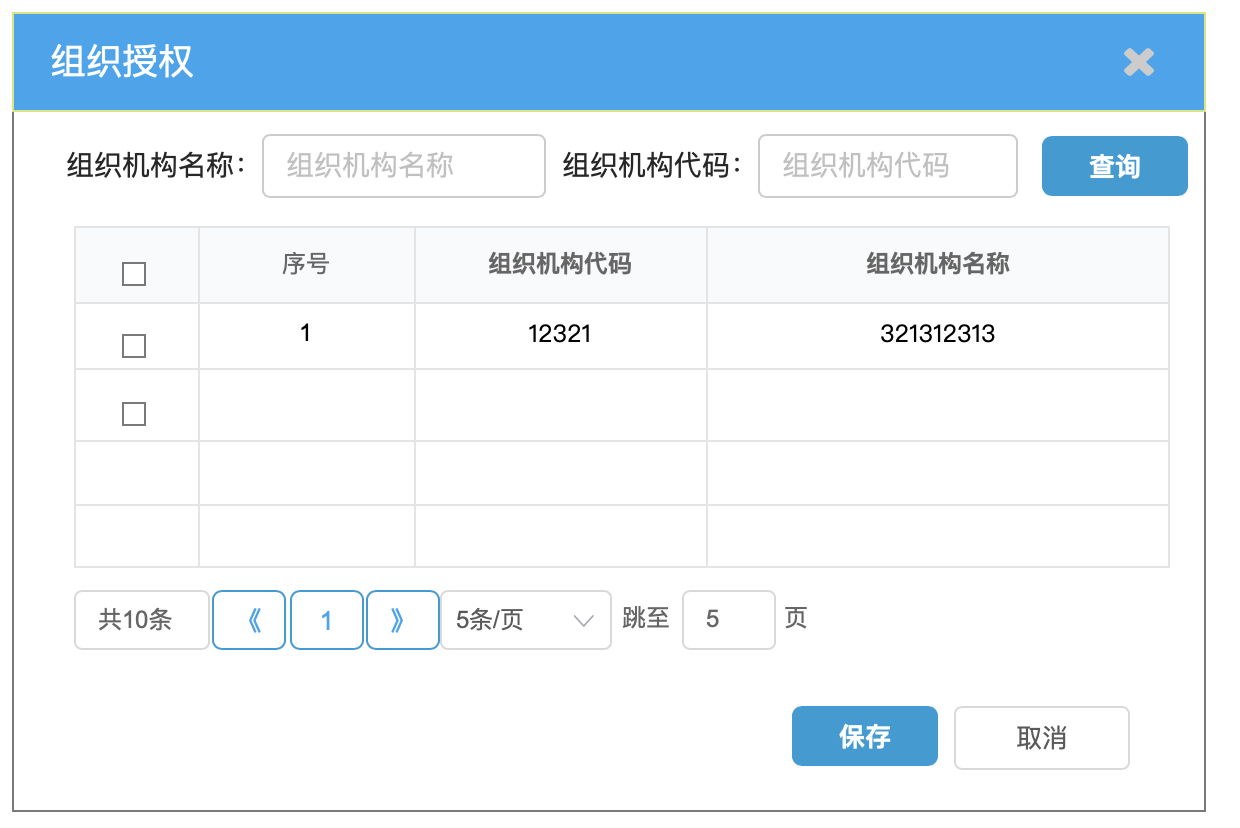 组织授权
组织机构名称： 组织机构名称 组织机构代码： 组织机构代码 查询
序号 组织机构代码 组织机构名称
1 12321 321312313
共10条 《 1 》 5条/页 跳至 5 页
保存 取消